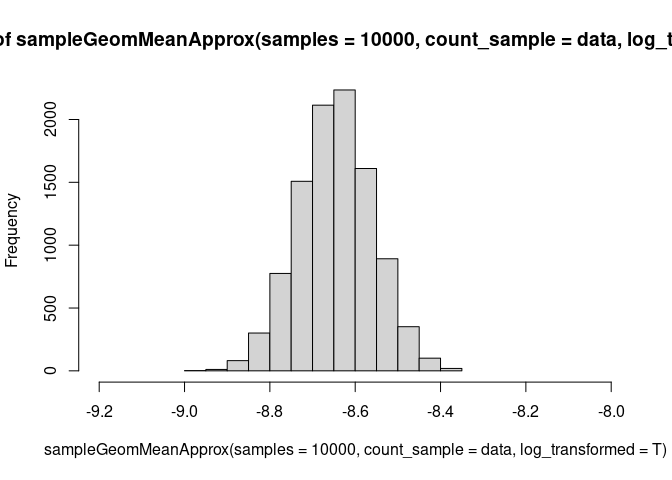 of sampleGeomMeanApprox(samples = 10000, count_sample = data, log_t
2000
1500
1000
500
0
Frequency
-9.2 -9.0 -8.8 -8.6 -8.4 -8.2 -8.0
sampleGeomMeanApprox(samples = 10000, count_sample = data, log_transformed = T)